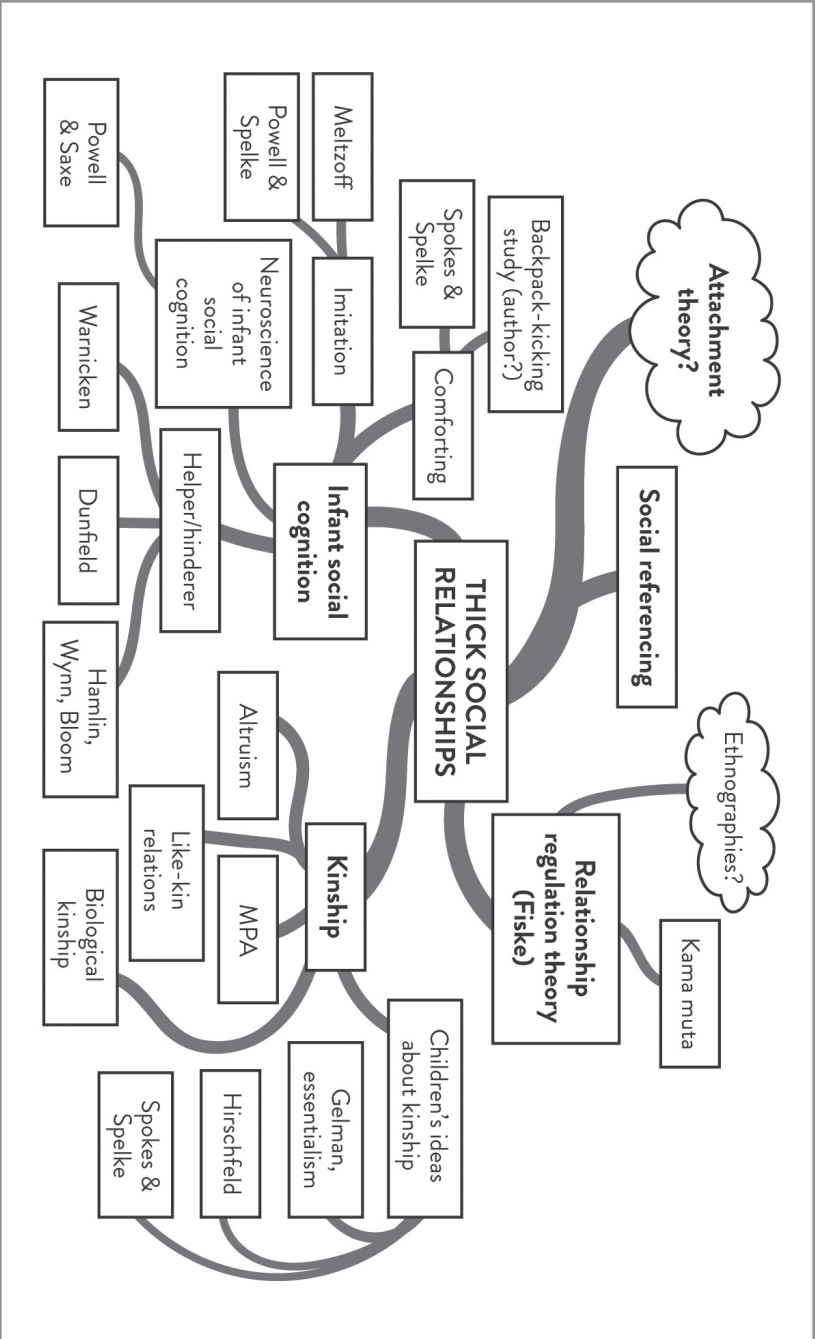 Attachment
theory?
Social referencing
Ethnographies?
Kama muta
Backpack-kicking
study (author?)
Spokes &
Spelke
Comforting
Meltzoff
Powell &
Spelke
Imitation
Neuroscience
of infant
social
cognition
Powell
& Saxe
Infant social
cognition
Helper/hinderer
Warnicken
Dunfield
Hamlin,
Wynn, Bloom
THICK SOCIAL
RELATIONSHIPS
Relationship
regulation theory
(Fiske)
Kinship
Altruism
Like-kin
relations
MPA
Biological
kinship
Children's ideas
about kinship
Gelman,
essentialism
Hirschfeld
Spokes &
Spelke